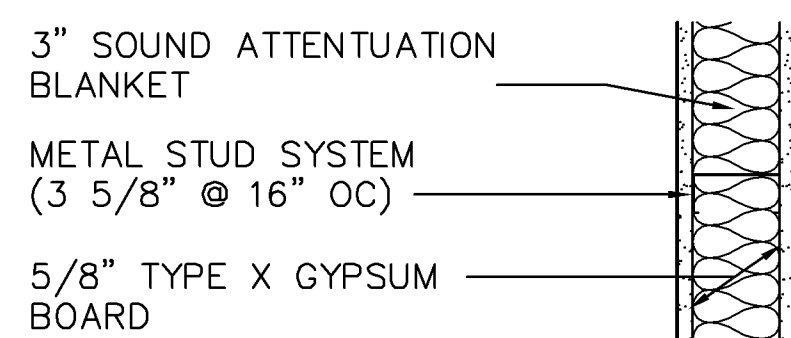 3” SOUND ATTENTUATION
BLANKET
METAL STUD SYSTEM
(3 5/8” @ 16” OC)
5/8” TYPE X GYPSUM
BOARD